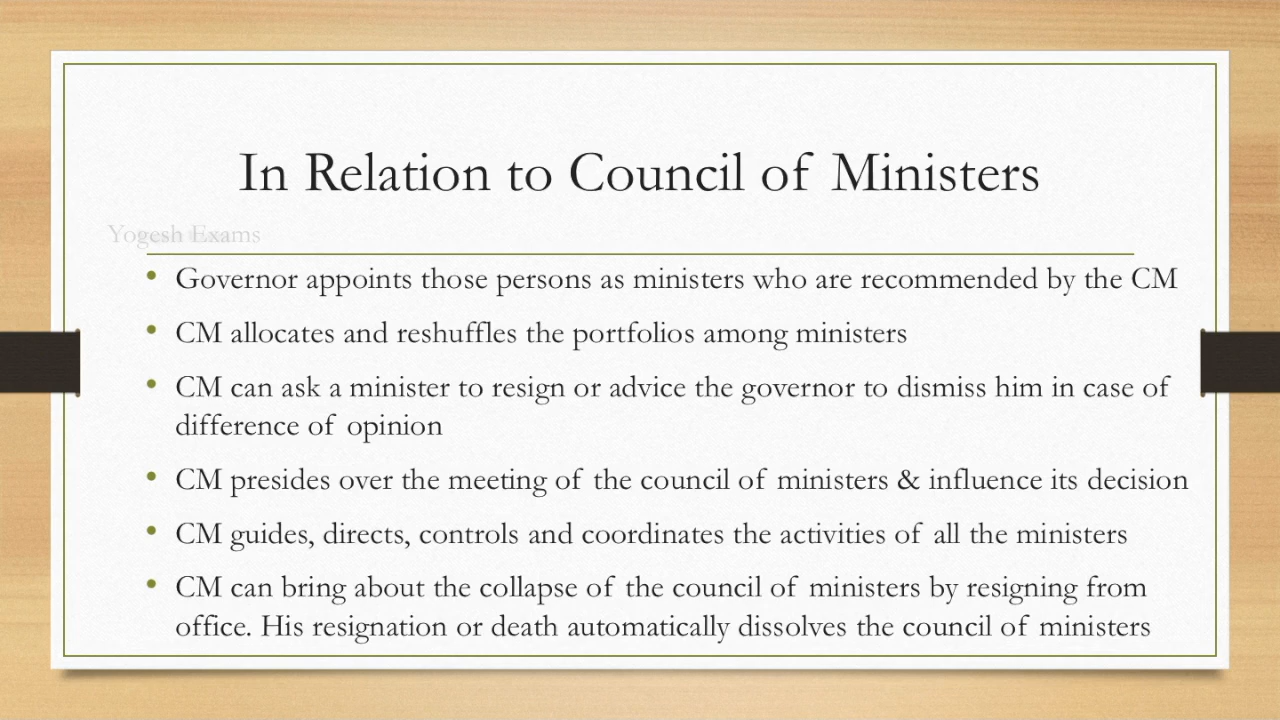 In Relation to Council of Ministers
Yogesh Exams
• Governor appoints those persons as ministers who are recommended by the CM
• CM allocates and reshuffles the portfolios among ministers
• CM can ask a minister to resign or advice the governor to dismiss him in case of
difference of opinion
• CM presides over the meeting of the council of ministers & influence its decision
• CM guides, directs, controls and coordinates the activities of all the ministers
• CM can bring about the collapse of the council of ministers by resigning from
office. His resignation or death automatically dissolves the council of ministers